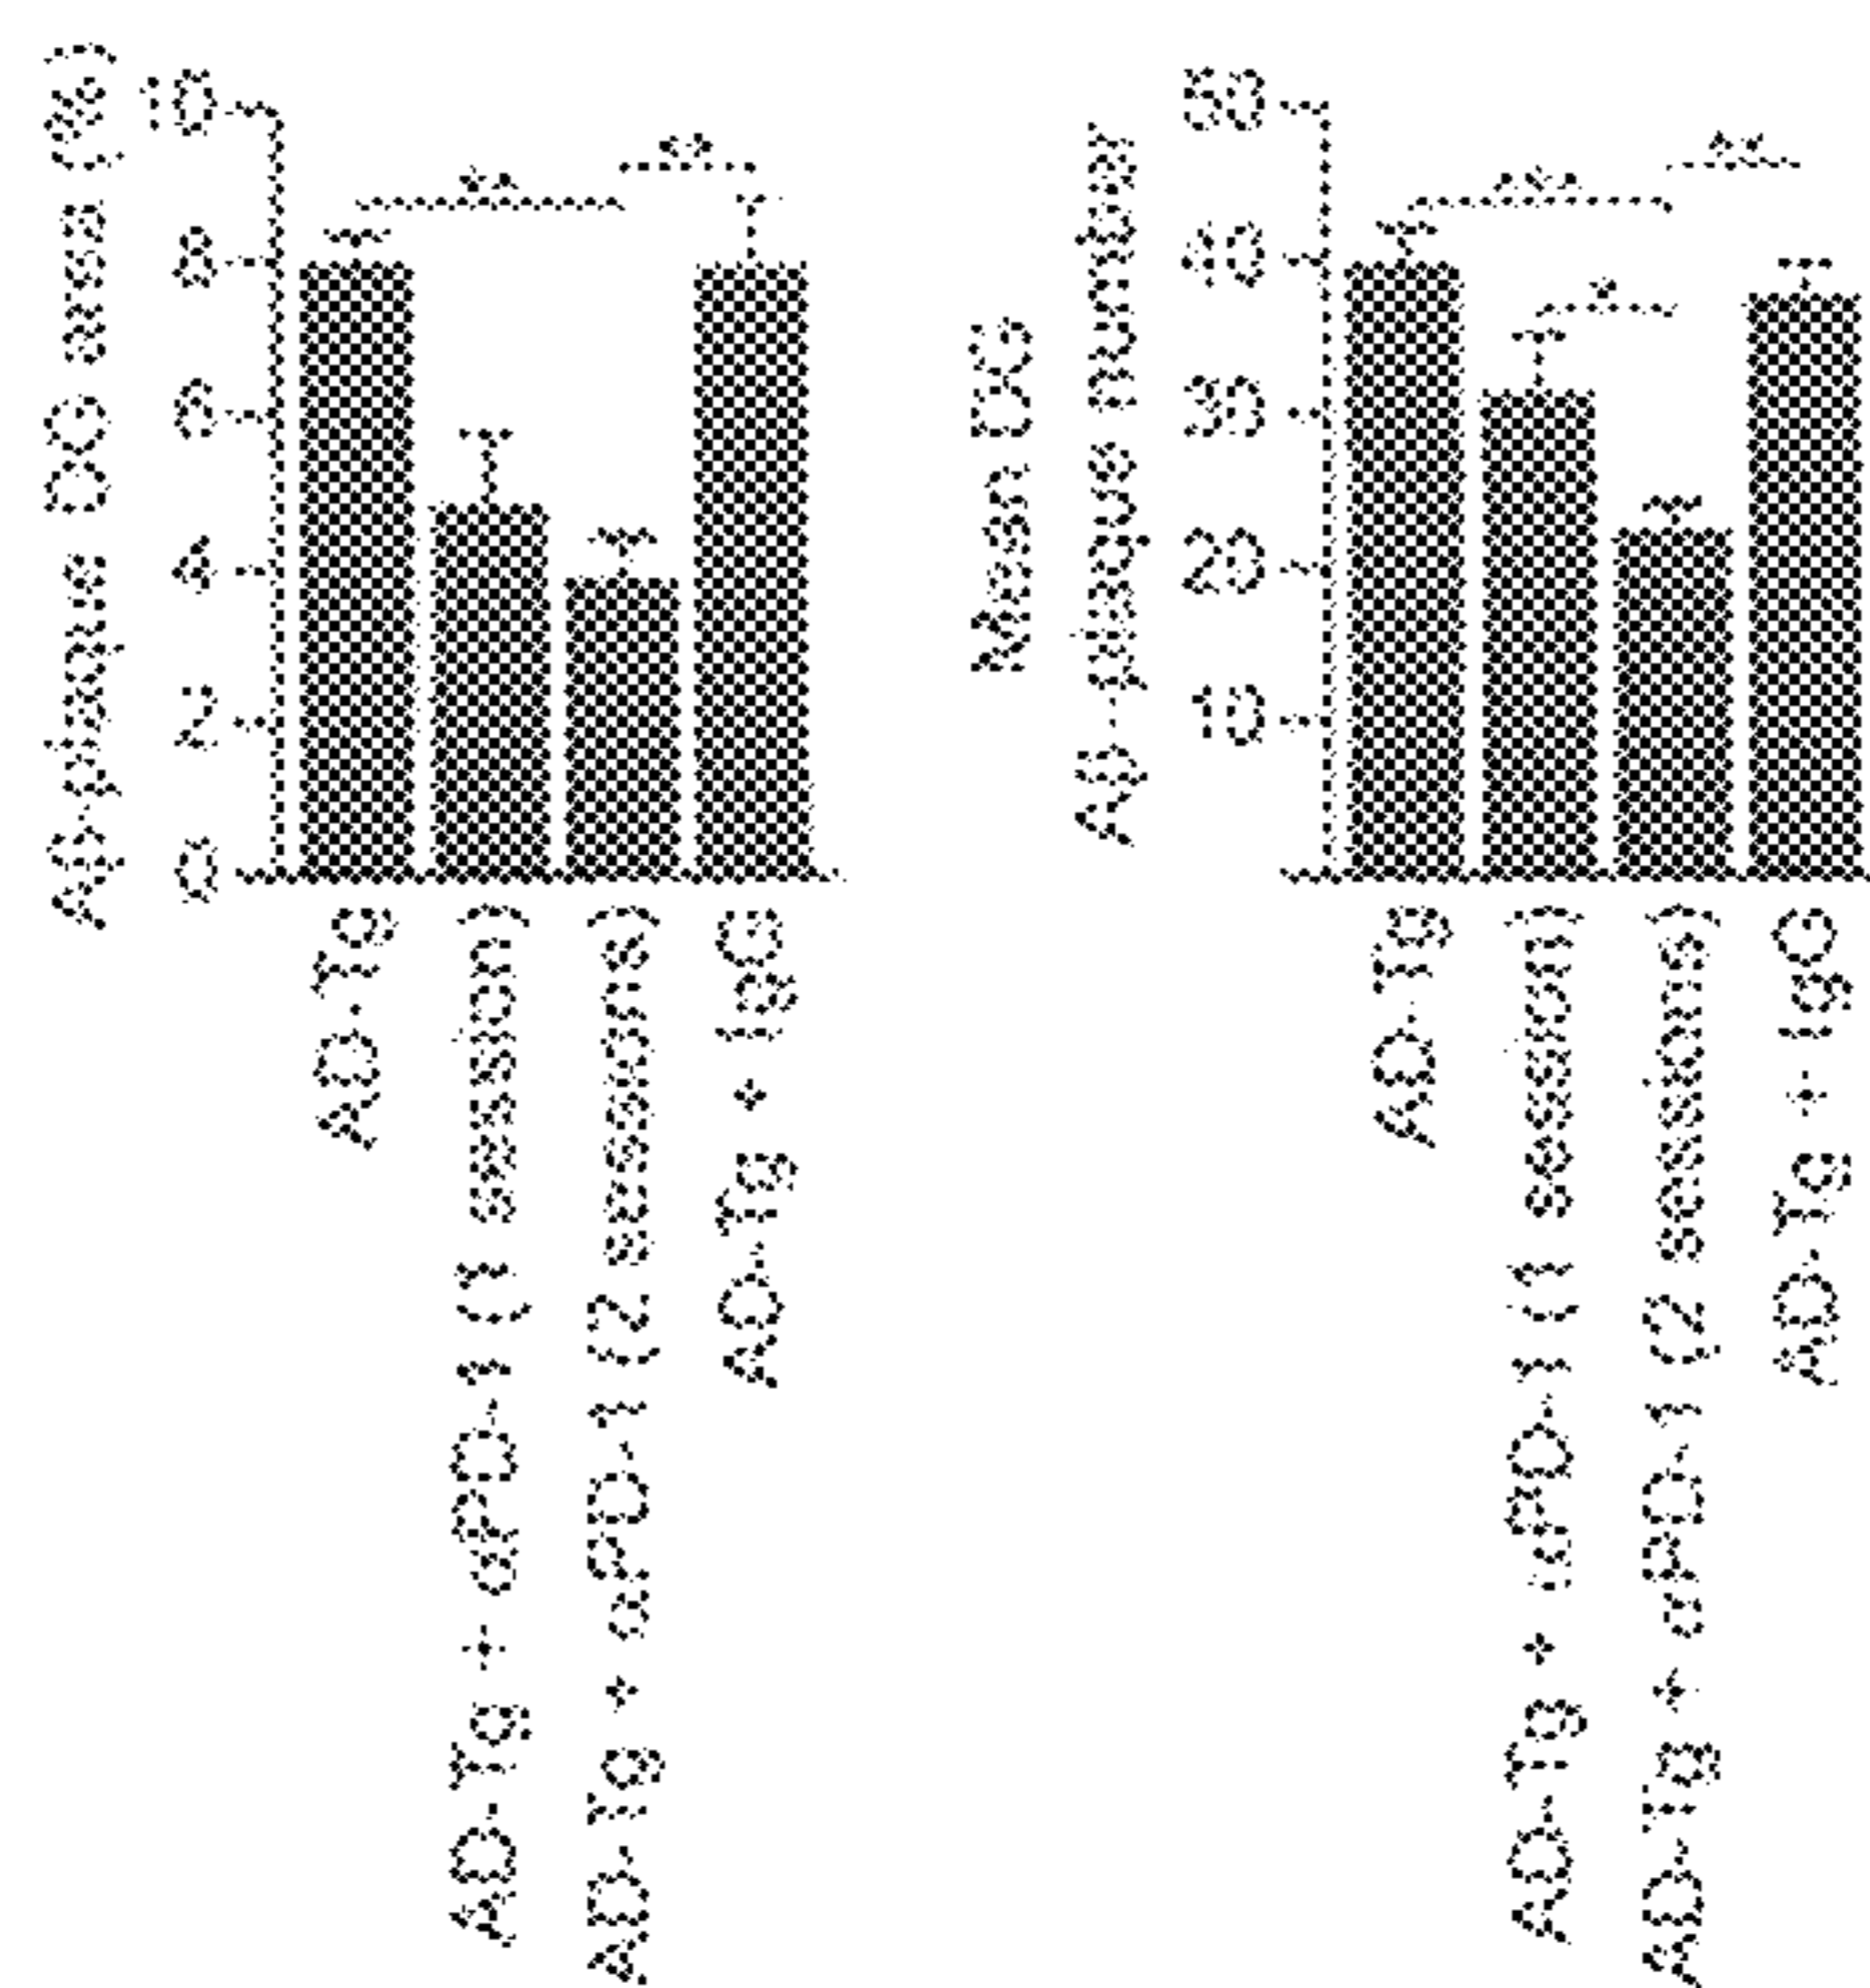 Aβ-plaque DG area (%)
10
8
6
4
2
0
AD-Tg
AD-Tg + αPD-1 (1 session)
AD-Tg + αPD-1 (2 sessions)
AD-Tg + IgG
Mean DG
Aβ-plaque number
50
40
30
20
10
AD-Tg
AD-Tg + αPD-1 (1 session)
AD-Tg + αPD-1 (2 sessions)
AD-Tg + IgG